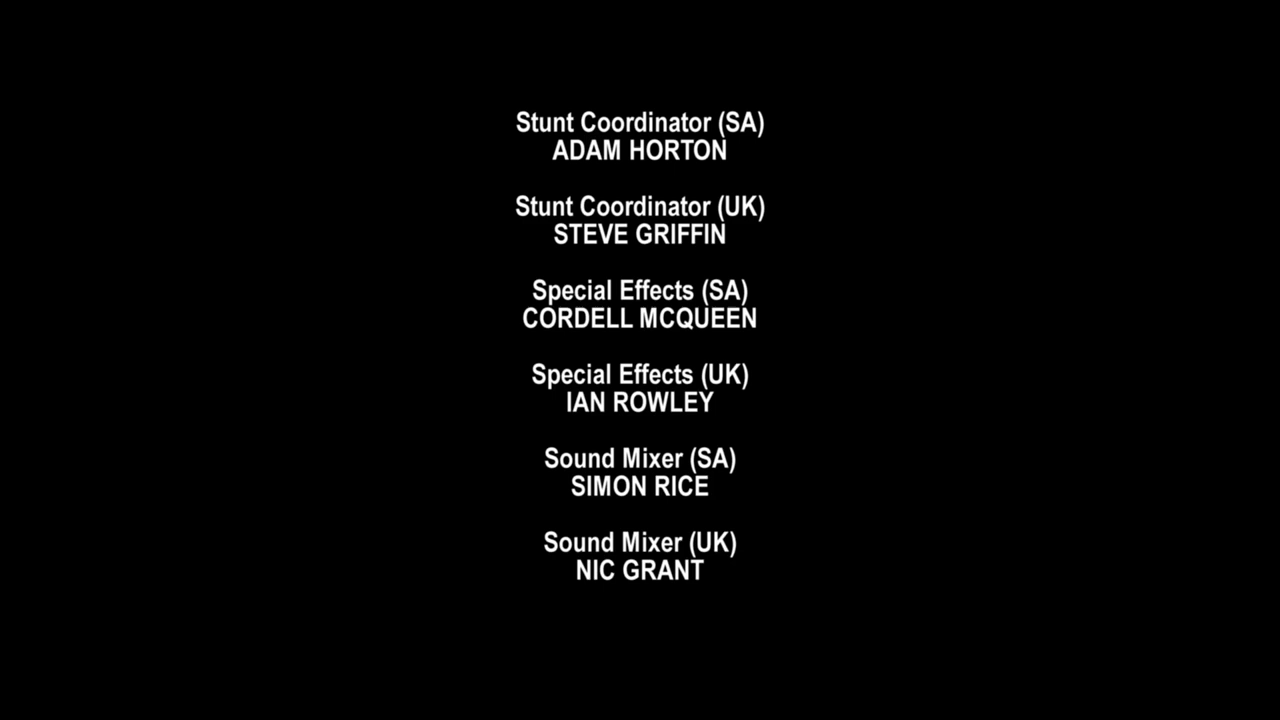 Stunt Coordinator (SA)
ADAM HORTON
Stunt Coordinator (UK)
STEVE GRIFFIN
Special Effects (SA)
CORDELL MCQUEEN
Special Effects (UK)
IAN ROWLEY
Sound Mixer (SA)
SIMON RICE
Sound Mixer (UK)
NIC GRANT